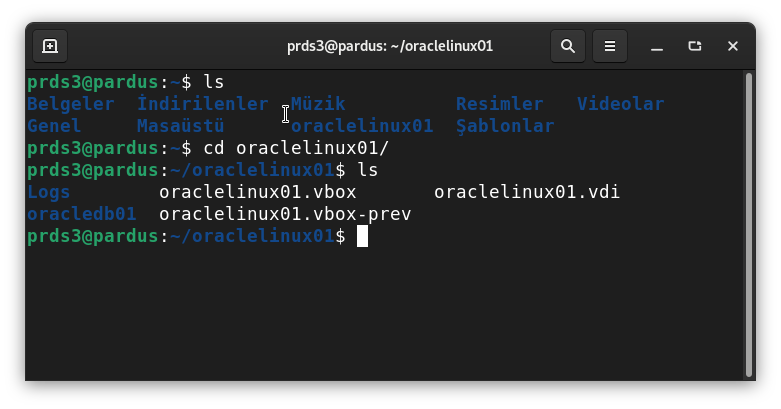 prds3@pardus: ~/oraclelinux01
prds3@pardus:~$ ls
Belgeler İndirilenler Müzik Resimler Videolar
Genel Masaüstü oraclelinux01 Şablonlar
prds3@pardus:~$ cd oraclelinux01/
prds3@pardus:~/oraclelinux01$ ls
Logs oraclelinux01.vbox oraclelinux01.vdi
oracledb01 oraclelinux01.vbox-prev
prds3@pardus:~/oraclelinux01$